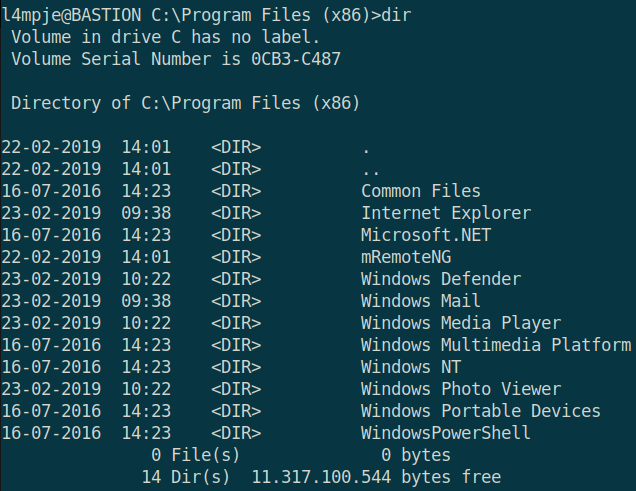 l4mpje@BASTION C:\Program Files (x86)>dir
 Volume in drive C has no label.
 Volume Serial Number is 0CB3-C487

 Directory of C:\Program Files (x86)

22-02-2019  14:01    <DIR>          .
22-02-2019  14:01    <DIR>          ..
16-07-2016  14:23    <DIR>          Common Files
23-02-2019  09:38    <DIR>          Internet Explorer
16-07-2016  14:23    <DIR>          Microsoft.NET
22-02-2019  14:01    <DIR>          mRemoteNG
23-02-2019  10:22    <DIR>          Windows Defender
23-02-2019  09:38    <DIR>          Windows Mail
23-02-2019  10:22    <DIR>          Windows Media Player
16-07-2016  14:23    <DIR>          Windows Multimedia Platform
16-07-2016  14:23    <DIR>          Windows NT
23-02-2019  10:22    <DIR>          Windows Photo Viewer
16-07-2016  14:23    <DIR>          Windows Portable Devices
16-07-2016  14:23    <DIR>          WindowsPowerShell
               0 File(s)              0 bytes
              14 Dir(s)  11.317.100.544 bytes free